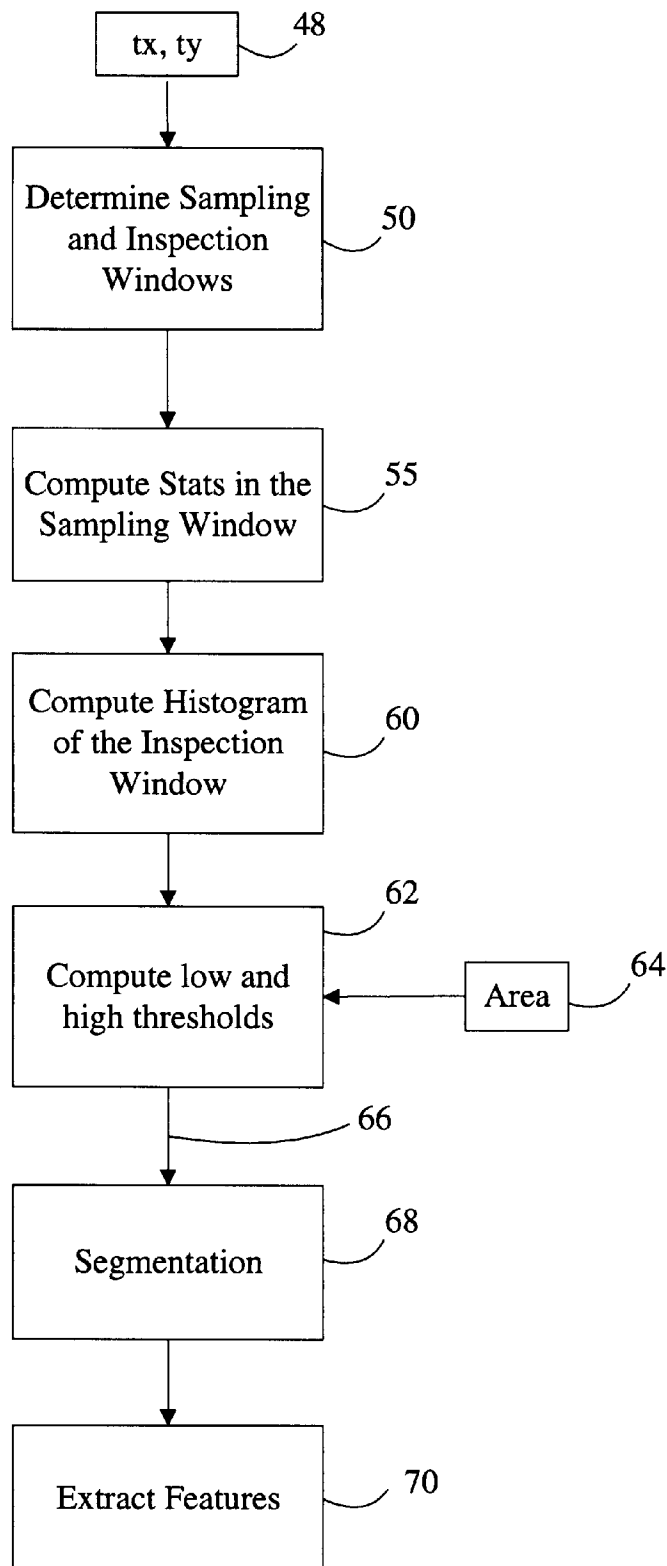 tx, ty
48
Determine Sampling
and Inspection
Windows
50
Compute Stats in the
Sampling Window
55
Compute Histogram
of the Inspection
Window
60
62
Compute low and
high thresholds
Area
64
66
Segmentation
68
Extract Features
70